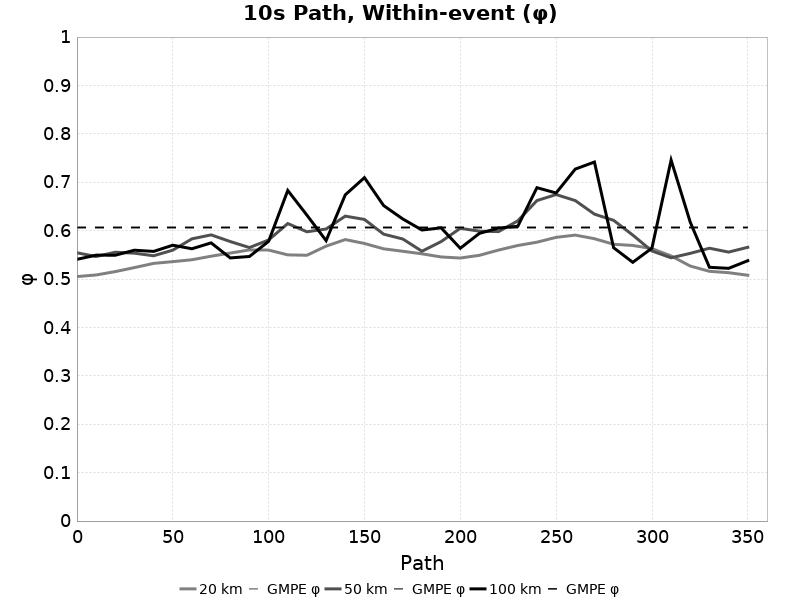 10s Path, Within-event (φ)
1
0.9
0.8
0.7
0.6
0.5
0.4
0.3
0.2
0.1
0
φ
0 50 100 150 200 250 300 350
Path
20 km GMPE φ 50 km GMPE φ 100 km GMPE φ